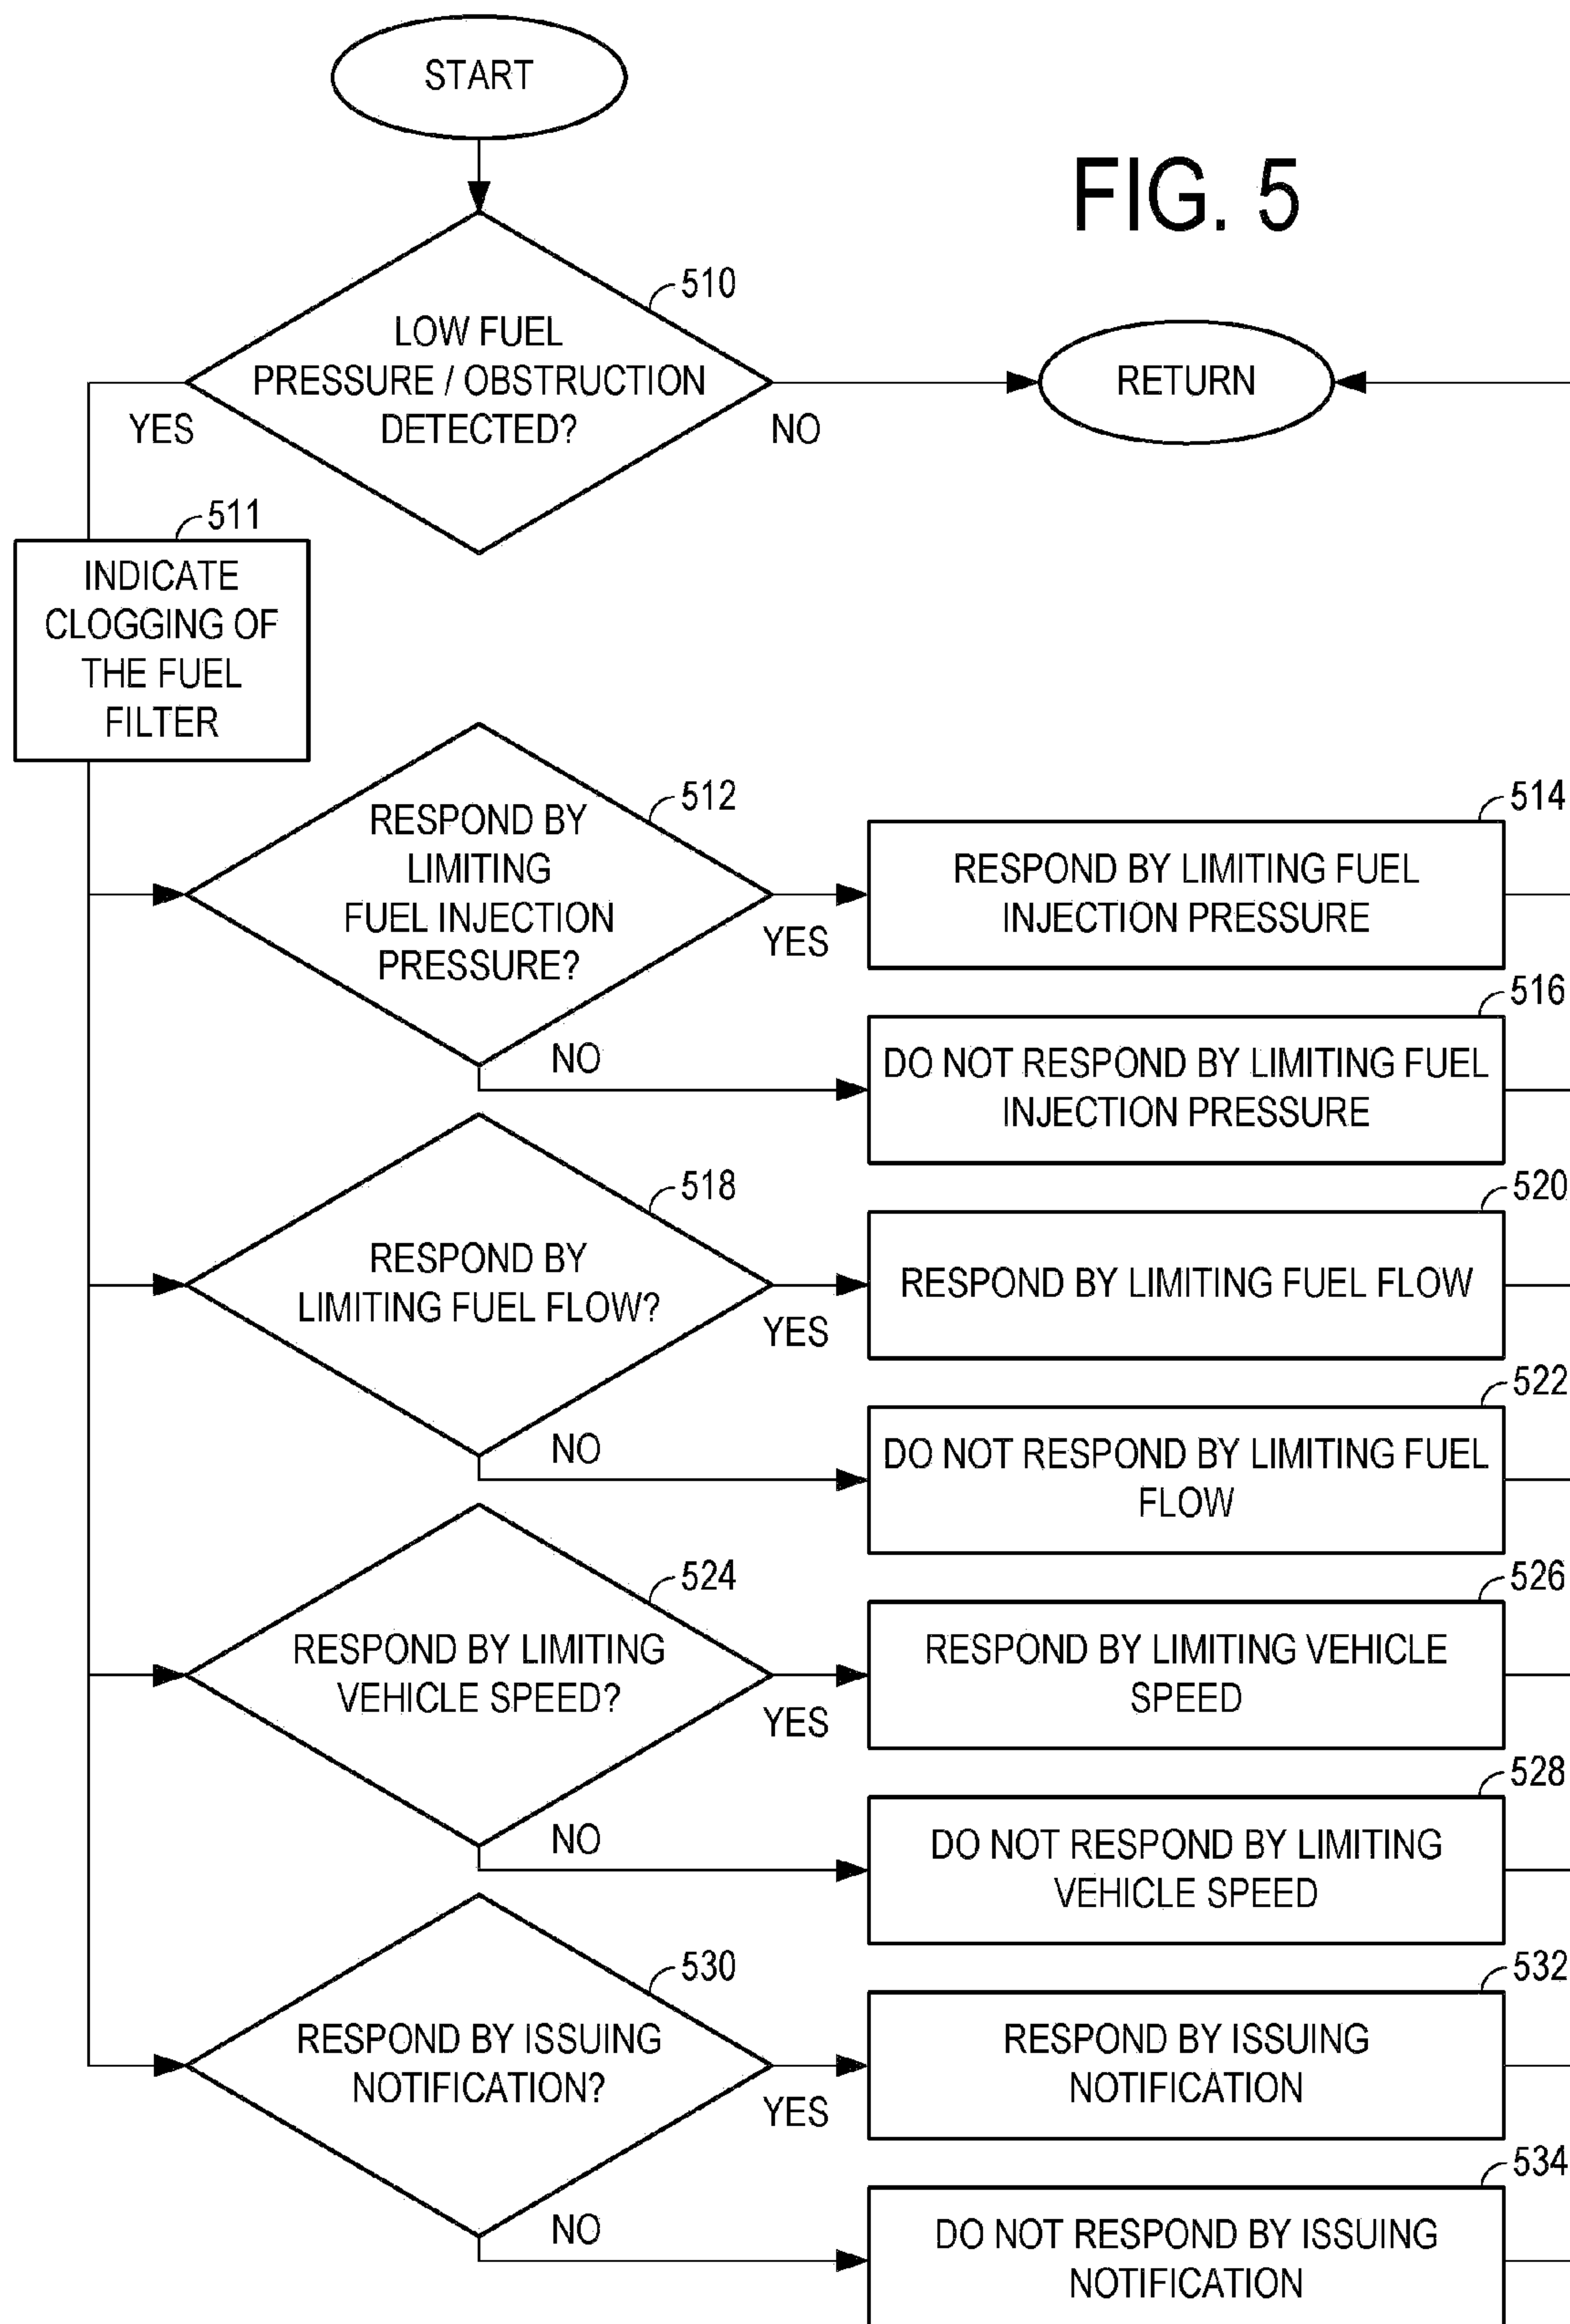 START
FIG. 5
510
LOW FUEL
PRESSURE / OBSTRUCTION
DETECTED?
YES
NO
RETURN
511
INDICATE
CLOGGING OF
THE FUEL
FILTER
512
RESPOND BY
LIMITING
FUEL INJECTION
PRESSURE?
YES
NO
514
RESPOND BY LIMITING FUEL
INJECTION PRESSURE
516
DO NOT RESPOND BY LIMITING FUEL
INJECTION PRESSURE
518
RESPOND BY
LIMITING FUEL FLOW?
YES
NO
520
RESPOND BY LIMITING FUEL FLOW
522
DO NOT RESPOND BY LIMITING FUEL
FLOW
524
RESPOND BY LIMITING
VEHICLE SPEED?
YES
NO
526
RESPOND BY LIMITING VEHICLE
SPEED
528
DO NOT RESPOND BY LIMITING
VEHICLE SPEED
530
RESPOND BY ISSUING
NOTIFICATION?
YES
NO
532
RESPOND BY ISSUING
NOTIFICATION
534
DO NOT RESPOND BY ISSUING
NOTIFICATION